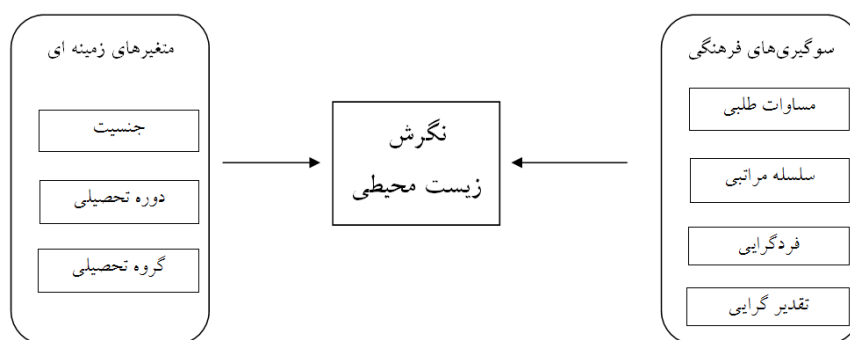 سوگیری‌های فرهنگی
مساوات طلبی
سلسله مراتبی
فردگرایی
تقدیر گرایی
نگرش
زیست محیطی
متغیرهای زمینه ای
جنسیت
دوره تحصیلی
گروه تحصیلی